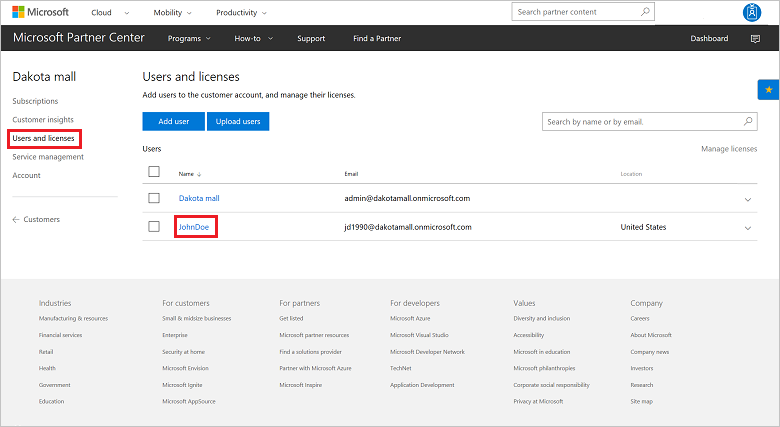 Microsoft Cloud Mobility Productivity Search partner content
Microsoft Partner Center Programs How-to Support Find a Partner Dashboard
Dakota mall
Subscriptions
Customer insights
Users and licenses
Service management
Account
Customers
Users and licenses
Add users to the customer account, and manage their licenses.
Add user Upload users Search by name or by email.
Users Manage licenses
Name Email Location
Dakota mall admin@dakotamall.onmicrosoft.com
JohnDoe jd1990@dakotamall.onmicrosoft.com United States
Industries
Manufacturing & resources
Financial services
Retail
Health
Government
Education
For customers
Small & midsize businesses
Enterprise
Security at home
Microsoft Envision
Microsoft Ignite
Microsoft AppSource
For partners
Get listed
Microsoft partner resources
Find a solutions provider
Partner with Microsoft Azure
Microsoft Inspire
For developers
Microsoft Azure
Microsoft Visual Studio
Microsoft Developer Network
TechNet
Application Development
Values
Diversity and inclusion
Accessibility
Microsoft in education
Microsoft philanthropies
Corporate social responsibility
Privacy at Microsoft
Company
Careers
About Microsoft
Company news
Investors
Research
Site map